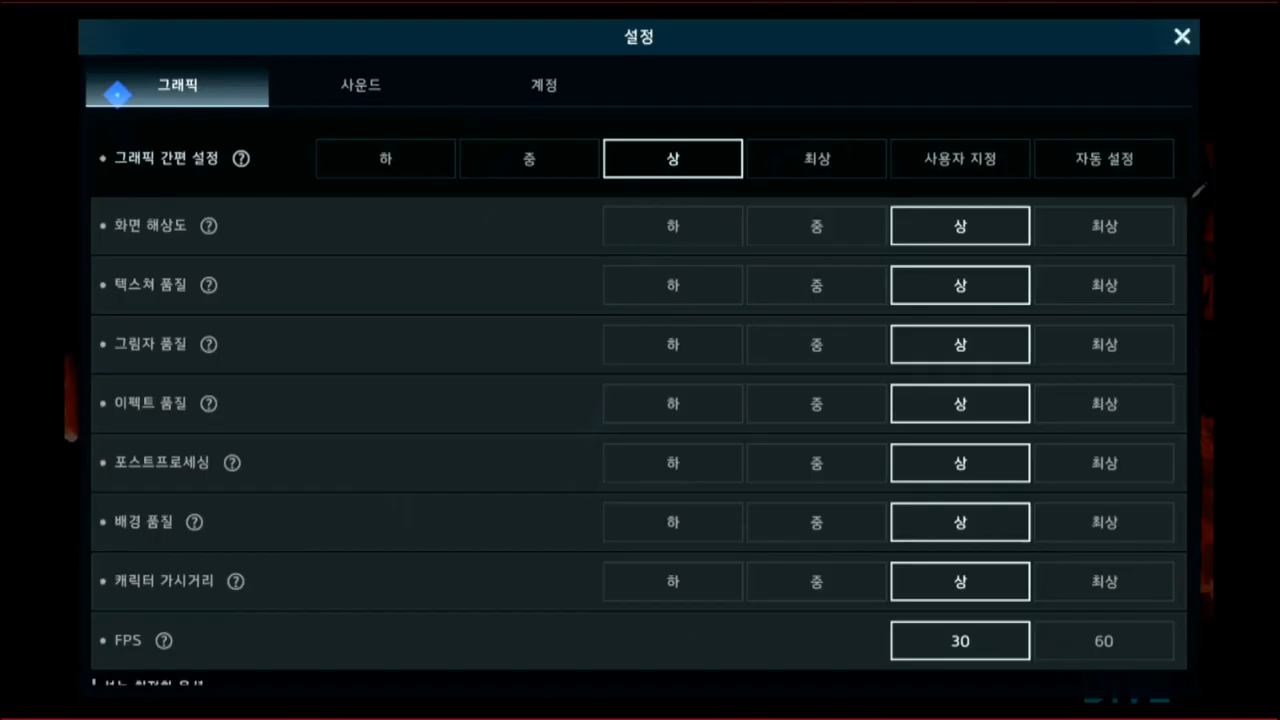 설정
그래픽 사운드 계정
그래픽 간편 설정 ? 하 중 상 최상 사용자 지정 자동 설정
화면 해상도 ? 하 중 상 최상
텍스쳐 품질 ? 하 중 상 최상
그림자 품질 ? 하 중 상 최상
이펙트 품질 ? 하 중 상 최상
포스트프로세싱 ? 하 중 상 최상
배경 품질 ? 하 중 상 최상
캐릭터 가시거리 ? 하 중 상 최상
FPS ? 30 60